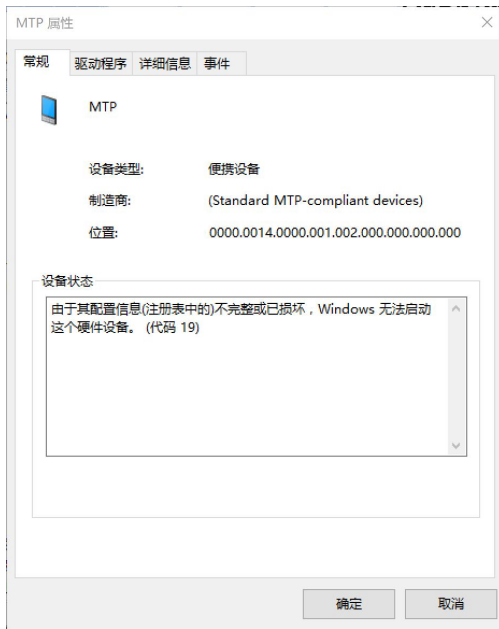 MTP 属性
常规 驱动程序 详细信息 事件
MTP
设备类型: 便携设备
制造商: (Standard MTP-compliant devices)
位置: 0000.0014.0000.001.002.000.000.000.000
设备状态
由于其配置信息(注册表中的)不完整或已损坏，Windows 无法启动
这个硬件设备。 (代码 19)
确定 取消